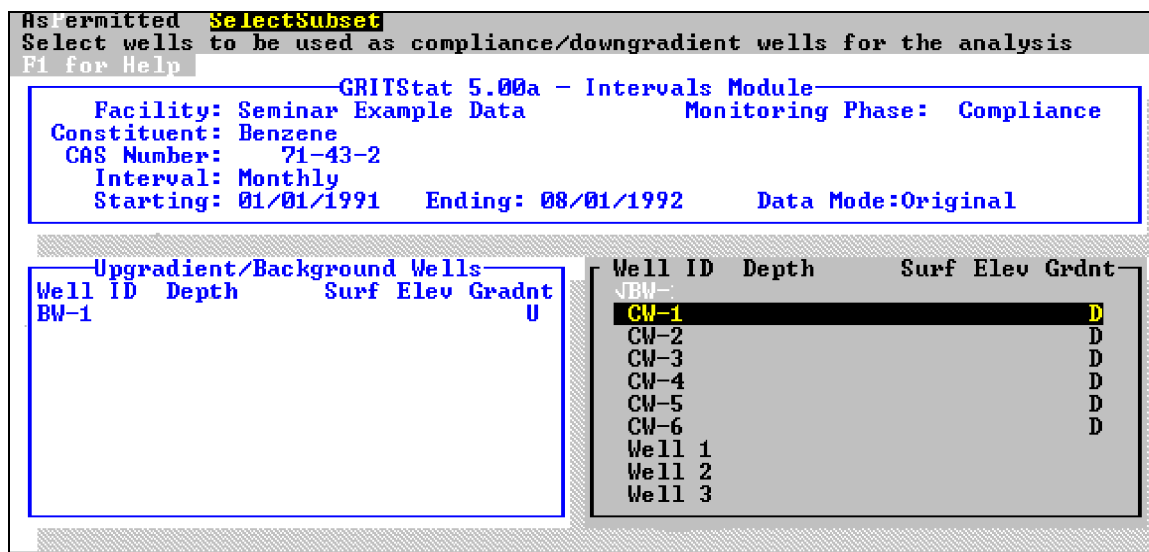 AsPermitted SelectSubset
Select wells to be used as compliance/downgradient wells for the analysis
F1 for Help
GRITStat 5.00a - Intervals Module
Facility: Seminar Example Data Monitoring Phase: Compliance
Constituent: Benzene
CAS Number: 71-43-2
Interval: Monthly
Starting: 01/01/1991 Ending: 08/01/1992 Data Mode:Original
Upgradient/Background Wells
Well ID Depth Surf Elev Gradnt
BW-1 U
Well ID Depth Surf Elev Grdnt
√BW-
CW-1 D
CW-2 D
CW-3 D
CW-4 D
CW-5 D
CW-6 D
Well 1
Well 2
Well 3